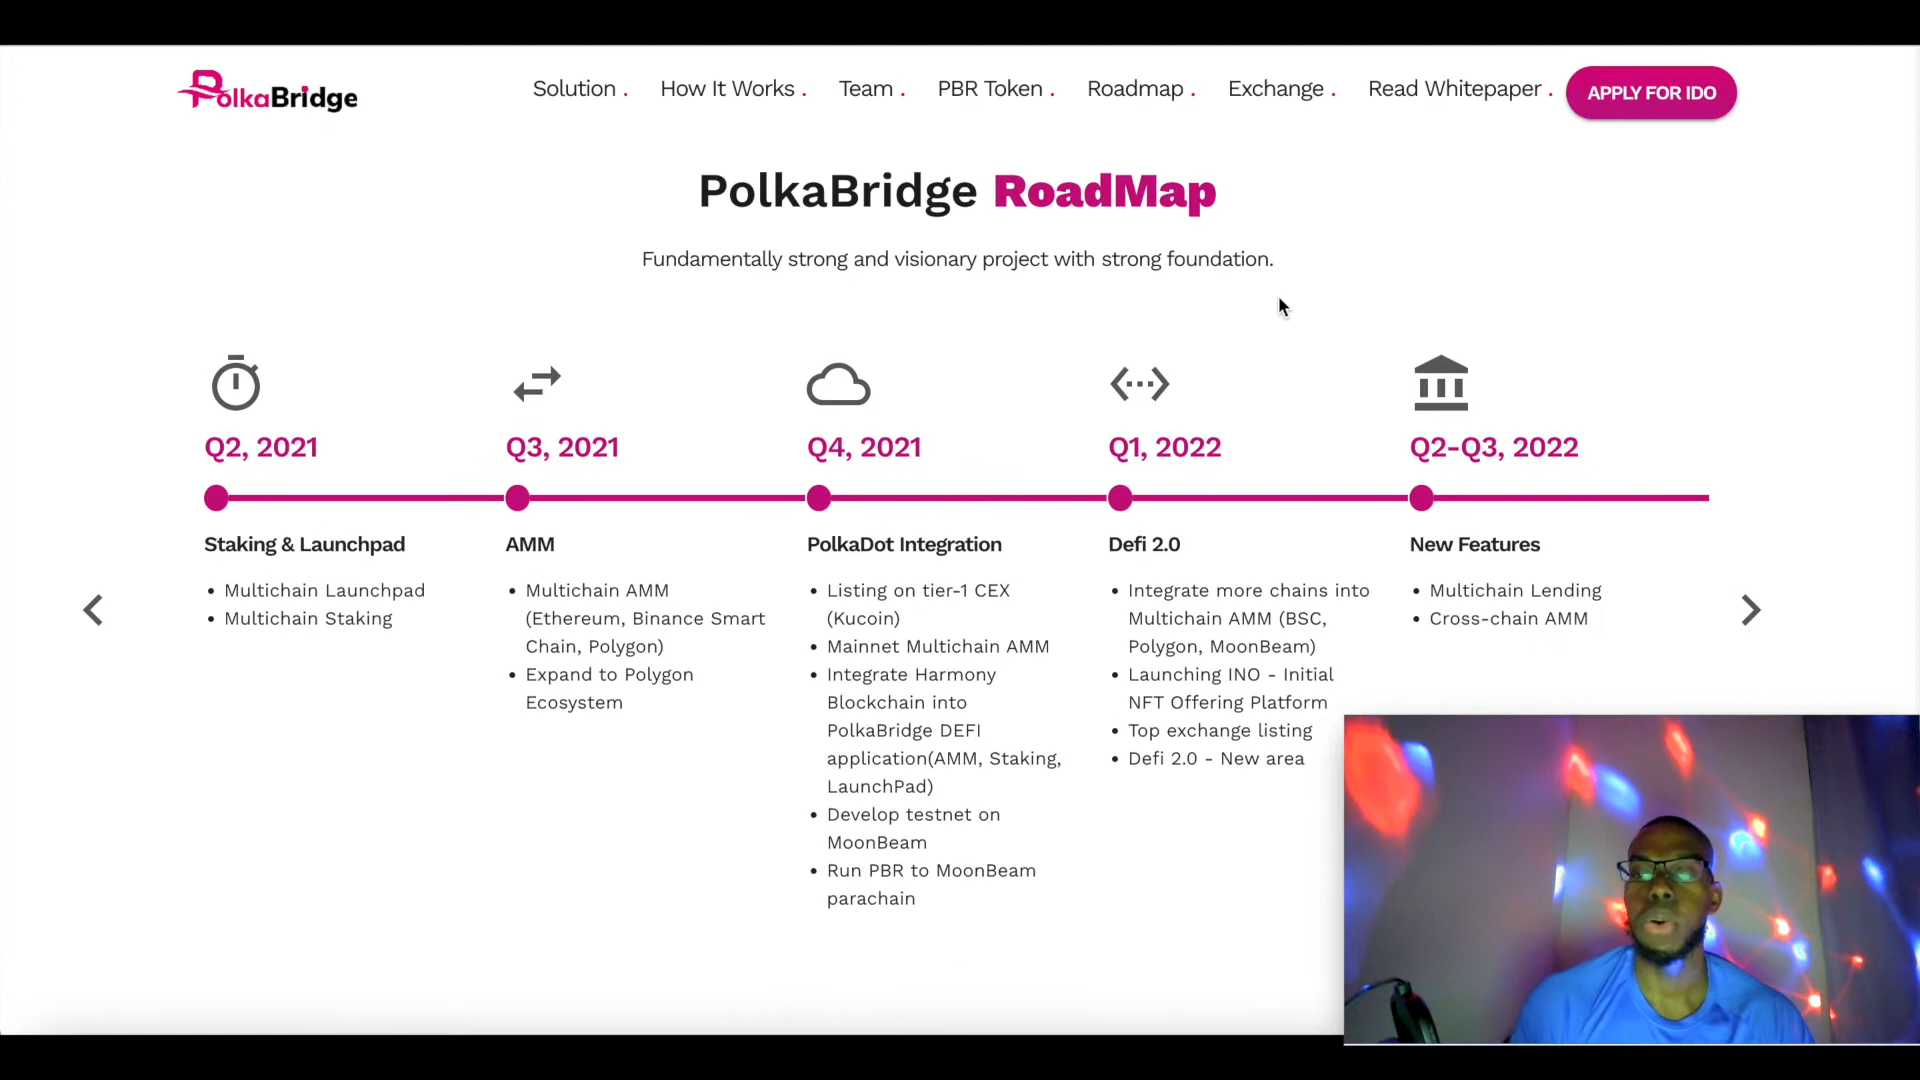 PolkaBridge
Solution .
How It Works .
Team .
PBR Token .
Roadmap .
Exchange .
Read Whitepaper .
APPLY FOR IDO
PolkaBridge RoadMap
Fundamentally strong and visionary project with strong foundation.
Q2, 2021
Staking & Launchpad
• Multichain Launchpad
• Multichain Staking
Q3, 2021
AMM
• Multichain AMM
(Ethereum, Binance Smart
Chain, Polygon)
• Expand to Polygon
Ecosystem
Q4, 2021
PolkaDot Integration
• Listing on tier-1 CEX
(Kucoin)
• Mainnet Multichain AMM
• Integrate Harmony
Blockchain into
PolkaBridge DEFI
application(AMM, Staking,
LaunchPad)
• Develop testnet on
MoonBeam
• Run PBR to MoonBeam
parachain
Q1, 2022
Defi 2.0
• Integrate more chains into
Multichain AMM (BSC,
Polygon, MoonBeam)
• Launching INO - Initial
NFT Offering Platform
• Top exchange listing
• Defi 2.0 - New area
Q2-Q3, 2022
New Features
• Multichain Lending
• Cross-chain AMM